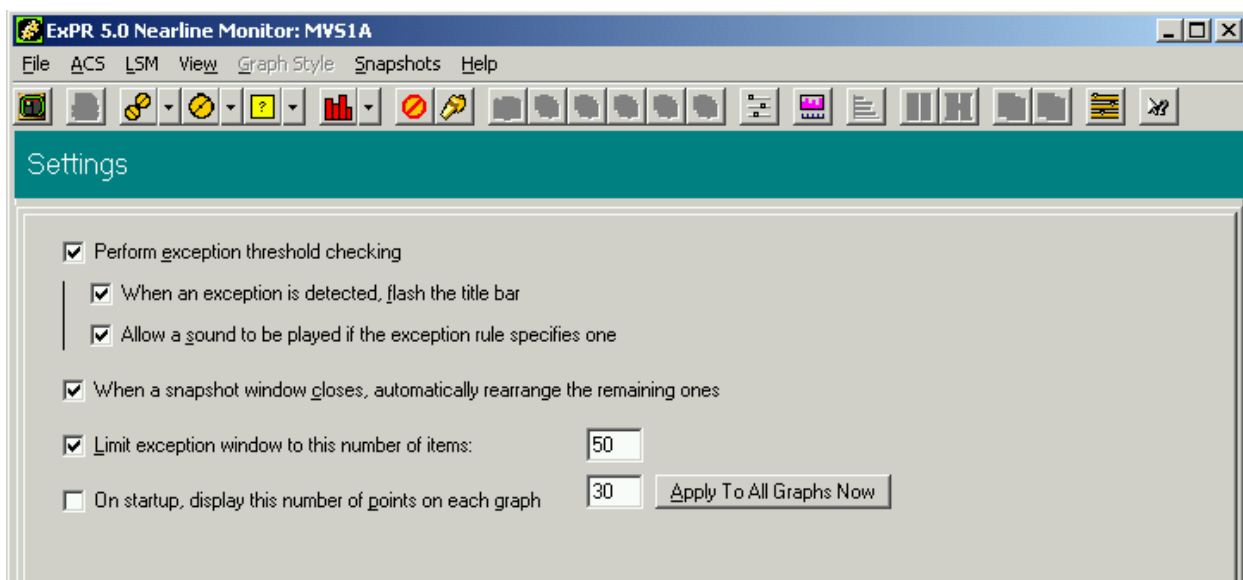 ExPR 5.0 Nearline Monitor: MVS1A
File ACS LSM View Graph Style Snapshots Help
?
Settings
Perform exception threshold checking
When an exception is detected, flash the title bar
Allow a sound to be played if the exception rule specifies one
When a snapshot window closes, automatically rearrange the remaining ones
Limit exception window to this number of items: 50
On startup, display this number of points on each graph 30 Apply To All Graphs Now